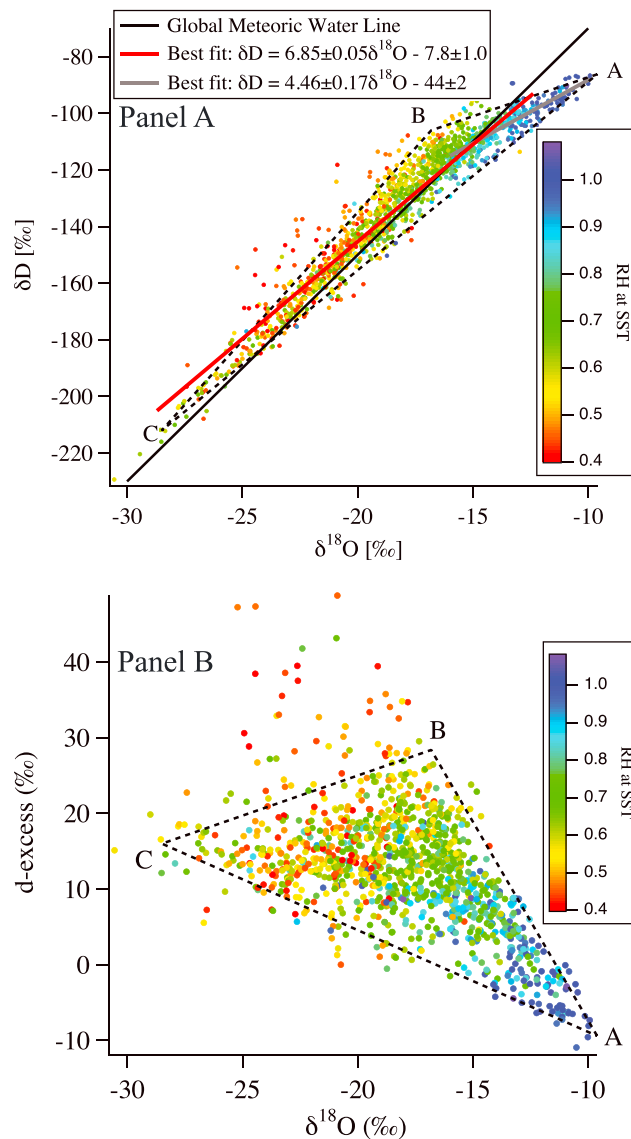 Global Meteoric Water Line
Best fit: δD = 6.85±0.05δ¹⁸O - 7.8±1.0
Best fit: δD = 4.46±0.17δ¹⁸O - 44±2
Panel A
A
B
C
-80
-100
-120
-140
-160
-180
-200
-220
δD [‰]
-30
-25
-20
-15
-10
δ¹⁸O [‰]
1.0
0.9
0.8
0.7
0.6
0.5
0.4
RH at SST
Panel B
B
C
A
40
30
20
10
0
-10
d-excess (‰)
-30
-25
-20
-15
-10
δ¹⁸O (‰)
1.0
0.9
0.8
0.7
0.6
0.5
0.4
RH at SST